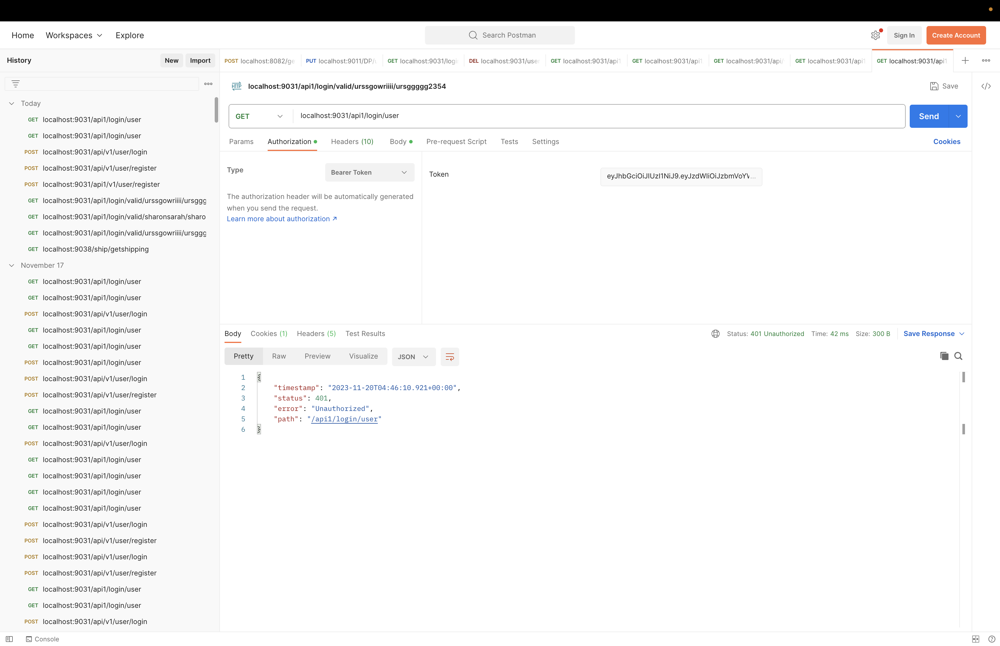 Home Workspaces Explore Search Postman Sign In Create Account
History New Import
POST localhost:8082/ge PUT localhost:9011/DP/u GET localhost:9031/logi DEL localhost:9031/user GET localhost:9031/api1 GET localhost:9031/api1 GET localhost:9031/api/ GET localhost:9031/api1 GET localhost:9031/api1
Today
GET localhost:9031/api1/login/user
GET localhost:9031/api1/login/user
POST localhost:9031/api/v1/user/login
POST localhost:9031/api/v1/user/register
POST localhost:9031/api1/v1/user/register
GET localhost:9031/api1/login/valid/urssgowriiii/ursggg
GET localhost:9031/api1/login/valid/sharonsarah/sharo
GET localhost:9031/api1/login/valid/urssgowriiii/ursggg
GET localhost:9038/ship/getshipping
November 17
GET localhost:9031/api1/login/user
GET localhost:9031/api1/login/user
POST localhost:9031/api/v1/user/login
GET localhost:9031/api1/login/user
GET localhost:9031/api1/login/user
POST localhost:9031/api1/login/user
POST localhost:9031/api/v1/user/login
POST localhost:9031/api/v1/user/register
GET localhost:9031/api1/login/user
GET localhost:9031/api1/login/user
POST localhost:9031/api/v1/user/login
GET localhost:9031/api1/login/user
GET localhost:9031/api1/login/user
GET localhost:9031/api1/login/user
GET localhost:9031/api1/login/user
POST localhost:9031/api/v1/user/login
POST localhost:9031/api/v1/user/register
POST localhost:9031/api/v1/user/login
POST localhost:9031/api/v1/user/register
GET localhost:9031/api1/login/user
GET localhost:9031/api1/login/user
POST localhost:9031/api/v1/user/login
HTTP localhost:9031/api1/login/valid/urssgowriiii/ursggggg2354 Save
GET localhost:9031/api1/login/user Send
Params Authorization Headers (10) Body Pre-request Script Tests Settings Cookies
Type Bearer Token
The authorization header will be automatically generated
when you send the request.
Learn more about authorization ↗
Token eyJhbGciOiJIUzI1NiJ9.eyJzdWIiOiJzbmVoYW...
Body Cookies (1) Headers (5) Test Results Status: 401 Unauthorized Time: 42 ms Size: 300 B Save Response
Pretty Raw Preview Visualize JSON
1 {
2 "timestamp": "2023-11-20T04:46:10.921+00:00",
3 "status": 401,
4 "error": "Unauthorized",
5 "path": "/api1/login/user"
6 }
Console